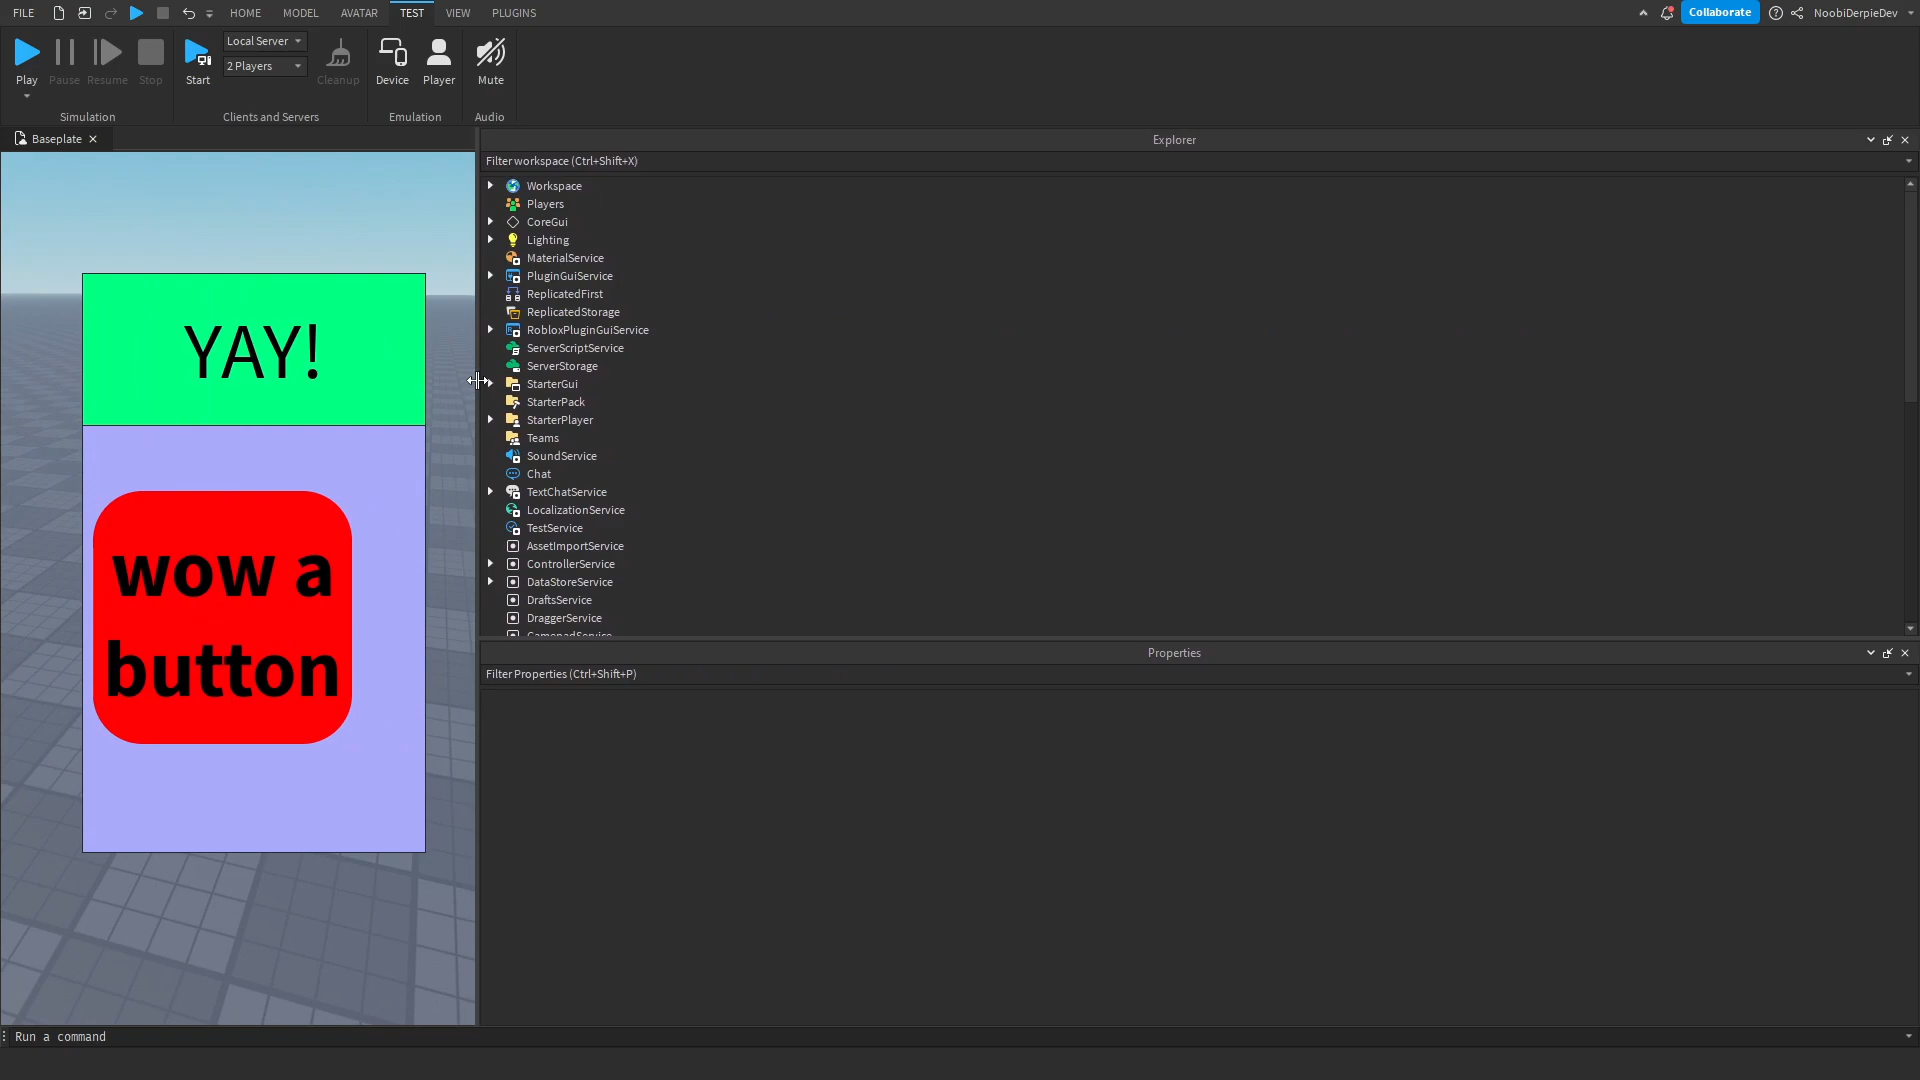 FILE HOME MODEL AVATAR TEST VIEW PLUGINS Collaborate NoobiDerpieDev
Play Pause Resume Stop Start Local Server 2 Players Cleanup Device Player Mute
Simulation Clients and Servers Emulation Audio
Baseplate
Explorer
Filter workspace (Ctrl+Shift+X)
Workspace
Players
CoreGui
Lighting
MaterialService
PluginGuiService
ReplicatedFirst
ReplicatedStorage
RobloxPluginGuiService
ServerScriptService
ServerStorage
StarterGui
StarterPack
StarterPlayer
Teams
SoundService
Chat
TextChatService
LocalizationService
TestService
AssetImportService
ControllerService
DataStoreService
DraftsService
DraggerService
GamepadService
YAY!
wow a
button
Properties
Filter Properties (Ctrl+Shift+P)
Run a command